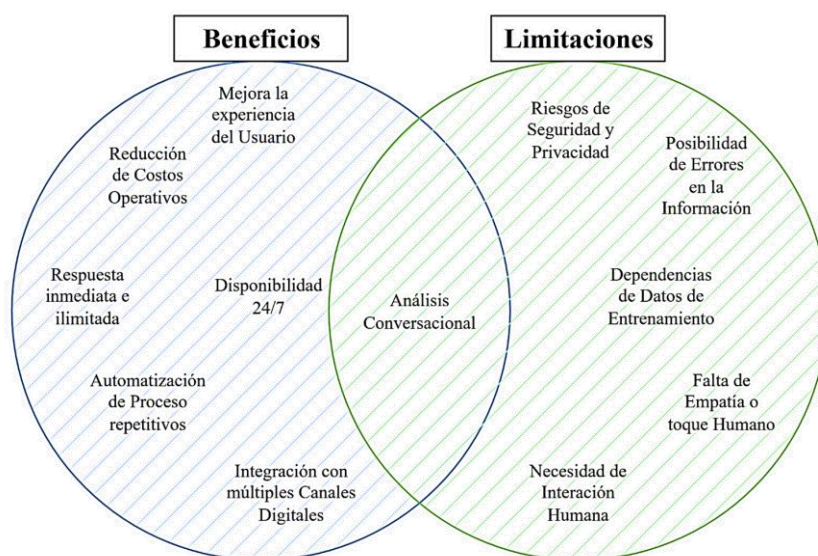 Beneficios
Limitaciones
Mejora la
experiencia
del Usuario
Reducción
de Costos
Operativos
Respuesta
inmediata e
ilimitada
Disponibilidad
24/7
Automatización
de Proceso
repetitivos
Integración con
múltiples Canales
Digitales
Análisis
Conversacional
Riesgos de
Seguridad y
Privacidad
Posibilidad
de Errores
en la
Información
Dependencias
de Datos de
Entrenamiento
Falta de
Empatía o
toque Humano
Necesidad de
Interación
Humana